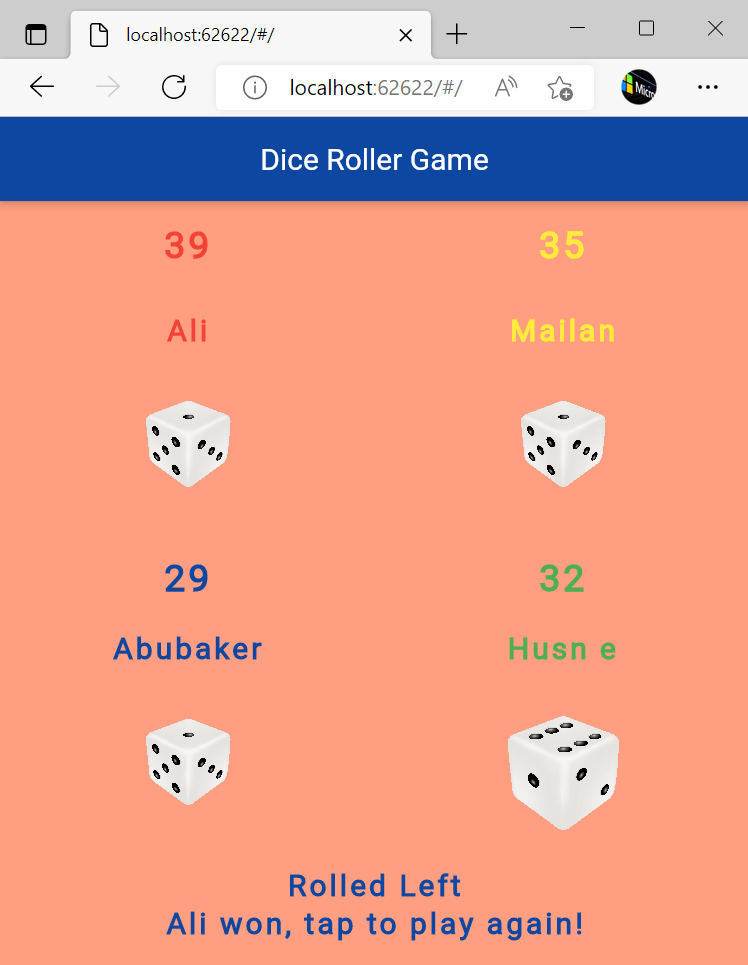 localhost:62622/#/
localhost:62622/#/
Dice Roller Game
39
35
Ali
Mailan
29
32
Abubaker
Husn e
Rolled Left
Ali won, tap to play again!